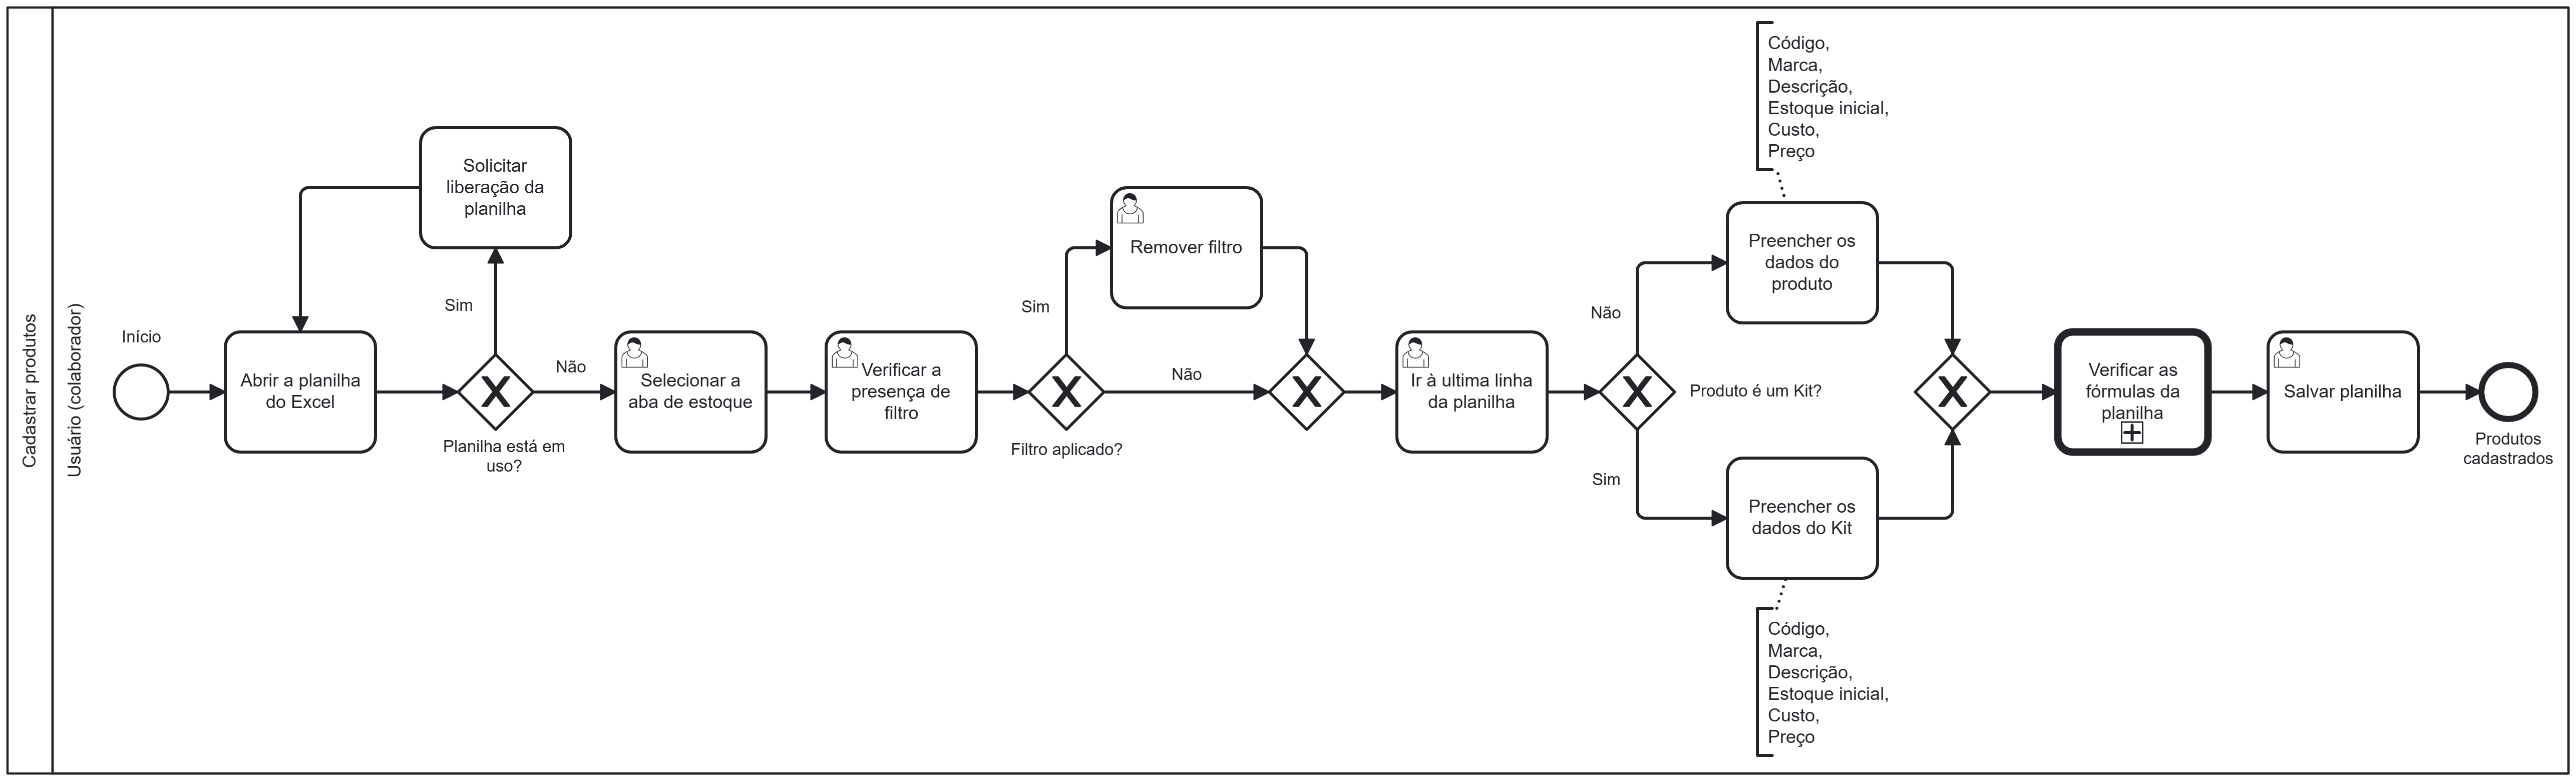 Cadastrar produtos
Usuário (colaborador)
Início
Abrir a planilha
do Excel
Solicitar
liberação da
planilha
Sim
Planilha está em
uso?
Não
Selecionar a
aba de estoque
Verificar a
presença de
filtro
Sim
Filtro aplicado?
Remover filtro
Não
Ir à ultima linha
da planilha
Não
Produto é um Kit?
Sim
Código,
Marca,
Descrição,
Estoque inicial,
Custo,
Preço
Preencher os
dados do
produto
Preencher os
dados do Kit
Código,
Marca,
Descrição,
Estoque inicial,
Custo,
Preço
Verificar as
fórmulas da
planilha
Salvar planilha
Produtos
cadastrados